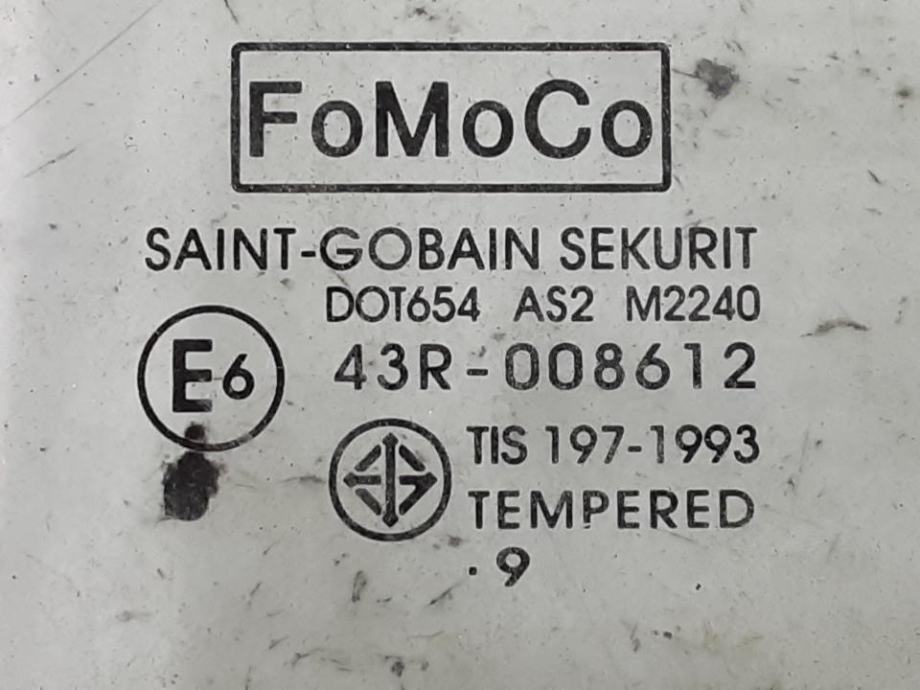 FoMoCo
SAINT-GOBAIN SEKURIT
DOT654 AS2 M2240
E6 43R-008612
TIS 197-1993
TEMPERED
.9